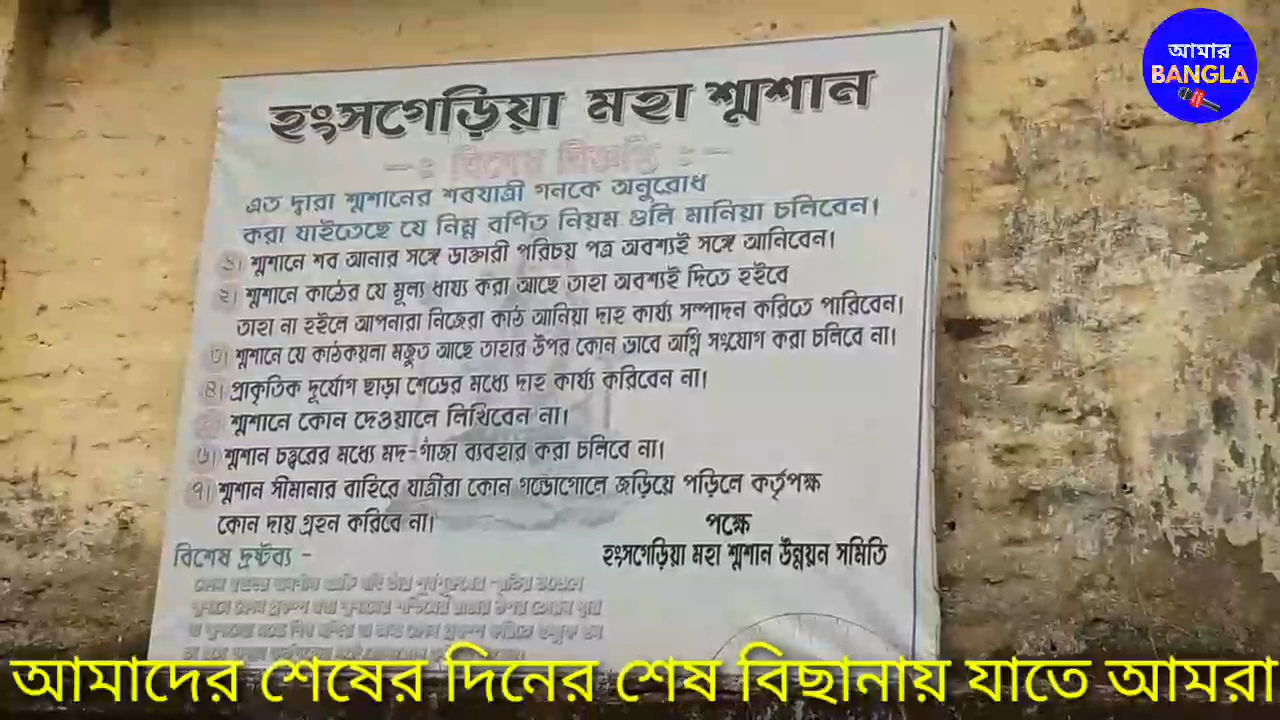 আমার
BANGLA
হংসগেড়িয়া মহা শ্মশান
-: বিশেষ বিজ্ঞপ্তি :-
এত দ্বারা শ্মশানের শবযাত্রী গনকে অনুরোধ
করা যাইতেছে যে নিম্ন বর্ণিত নিয়ম গুলি মানিয়া চলিবেন।
১। শ্মশানে শব আনার সঙ্গে ডাক্তারী পরিচয় পত্র অবশ্যই সঙ্গে আনিবেন।
২। শ্মশানে কাঠের যে মূল্য ধায্য করা আছে তাহা অবশ্যই দিতে হইবে
তাহা না হইলে আপনারা নিজেরা কাঠ আনিয়া দাহ কার্য্য সম্পাদন করিতে পারিবেন।
৩। শ্মশানে যে কাঠকয়লা মজুত আছে তাহার উপর কোন ভাবে অগ্নি সংযোগ করা চলিবে না।
৪। প্রাকৃতিক দূর্যোগ ছাড়া শেডের মধ্যে দাহ কার্য্য করিবেন না।
শ্মশানে কোন দেওয়ালে লিখিবেন না।
৬। শ্মশান চত্বরের মধ্যে মদ-গাঁজা ব্যবহার করা চলিবে না।
৭। শ্মশান সীমানার বাহিরে যাত্রীরা কোন গন্ডোগোলে জড়িয়ে পড়িলে কর্তৃপক্ষ
কোন দায় গ্রহন করিবে না।
পক্ষে
হংসগেড়িয়া মহা শ্মশান উন্নয়ন সমিতি
বিশেষ দ্রষ্টব্য -
আমাদের শেষের দিনের শেষ বিছানায় যাতে আমরা